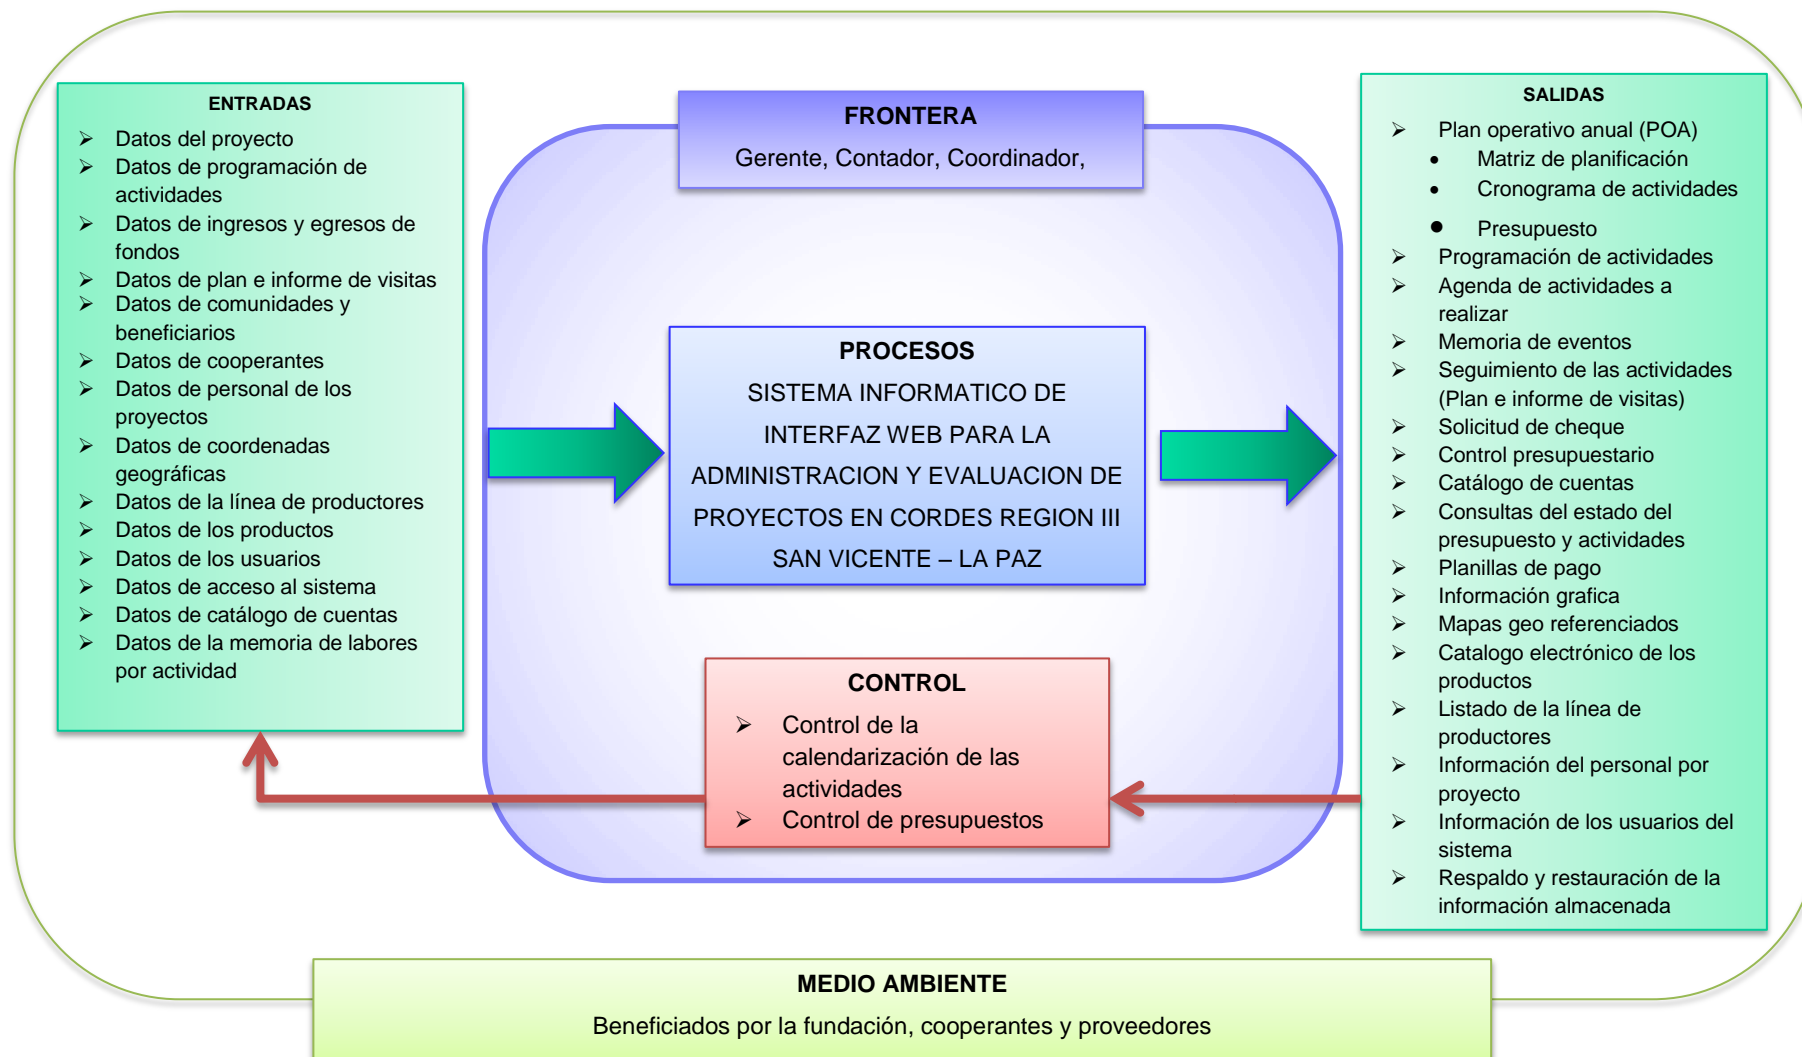 ENTRADAS
➢ Datos del proyecto
➢ Datos de programación de
actividades
➢ Datos de ingresos y egresos de
fondos
➢ Datos de plan e informe de visitas
➢ Datos de comunidades y
beneficiarios
➢ Datos de cooperantes
➢ Datos de personal de los
proyectos
➢ Datos de coordenadas
geográficas
➢ Datos de la línea de productores
➢ Datos de los productos
➢ Datos de los usuarios
➢ Datos de acceso al sistema
➢ Datos de catálogo de cuentas
➢ Datos de la memoria de labores
por actividad
FRONTERA
Gerente, Contador, Coordinador,
PROCESOS
SISTEMA INFORMATICO DE
INTERFAZ WEB PARA LA
ADMINISTRACION Y EVALUACION DE
PROYECTOS EN CORDES REGION III
SAN VICENTE – LA PAZ
CONTROL
➢ Control de la
calendarización de las
actividades
➢ Control de presupuestos
SALIDAS
➢ Plan operativo anual (POA)
• Matriz de planificación
• Cronograma de actividades
● Presupuesto
➢ Programación de actividades
➢ Agenda de actividades a
realizar
➢ Memoria de eventos
➢ Seguimiento de las actividades
(Plan e informe de visitas)
➢ Solicitud de cheque
➢ Control presupuestario
➢ Catálogo de cuentas
➢ Consultas del estado del
presupuesto y actividades
➢ Planillas de pago
➢ Información grafica
➢ Mapas geo referenciados
➢ Catalogo electrónico de los
productos
➢ Listado de la línea de
productores
➢ Información del personal por
proyecto
➢ Información de los usuarios del
sistema
➢ Respaldo y restauración de la
información almacenada
MEDIO AMBIENTE
Beneficiados por la fundación, cooperantes y proveedores